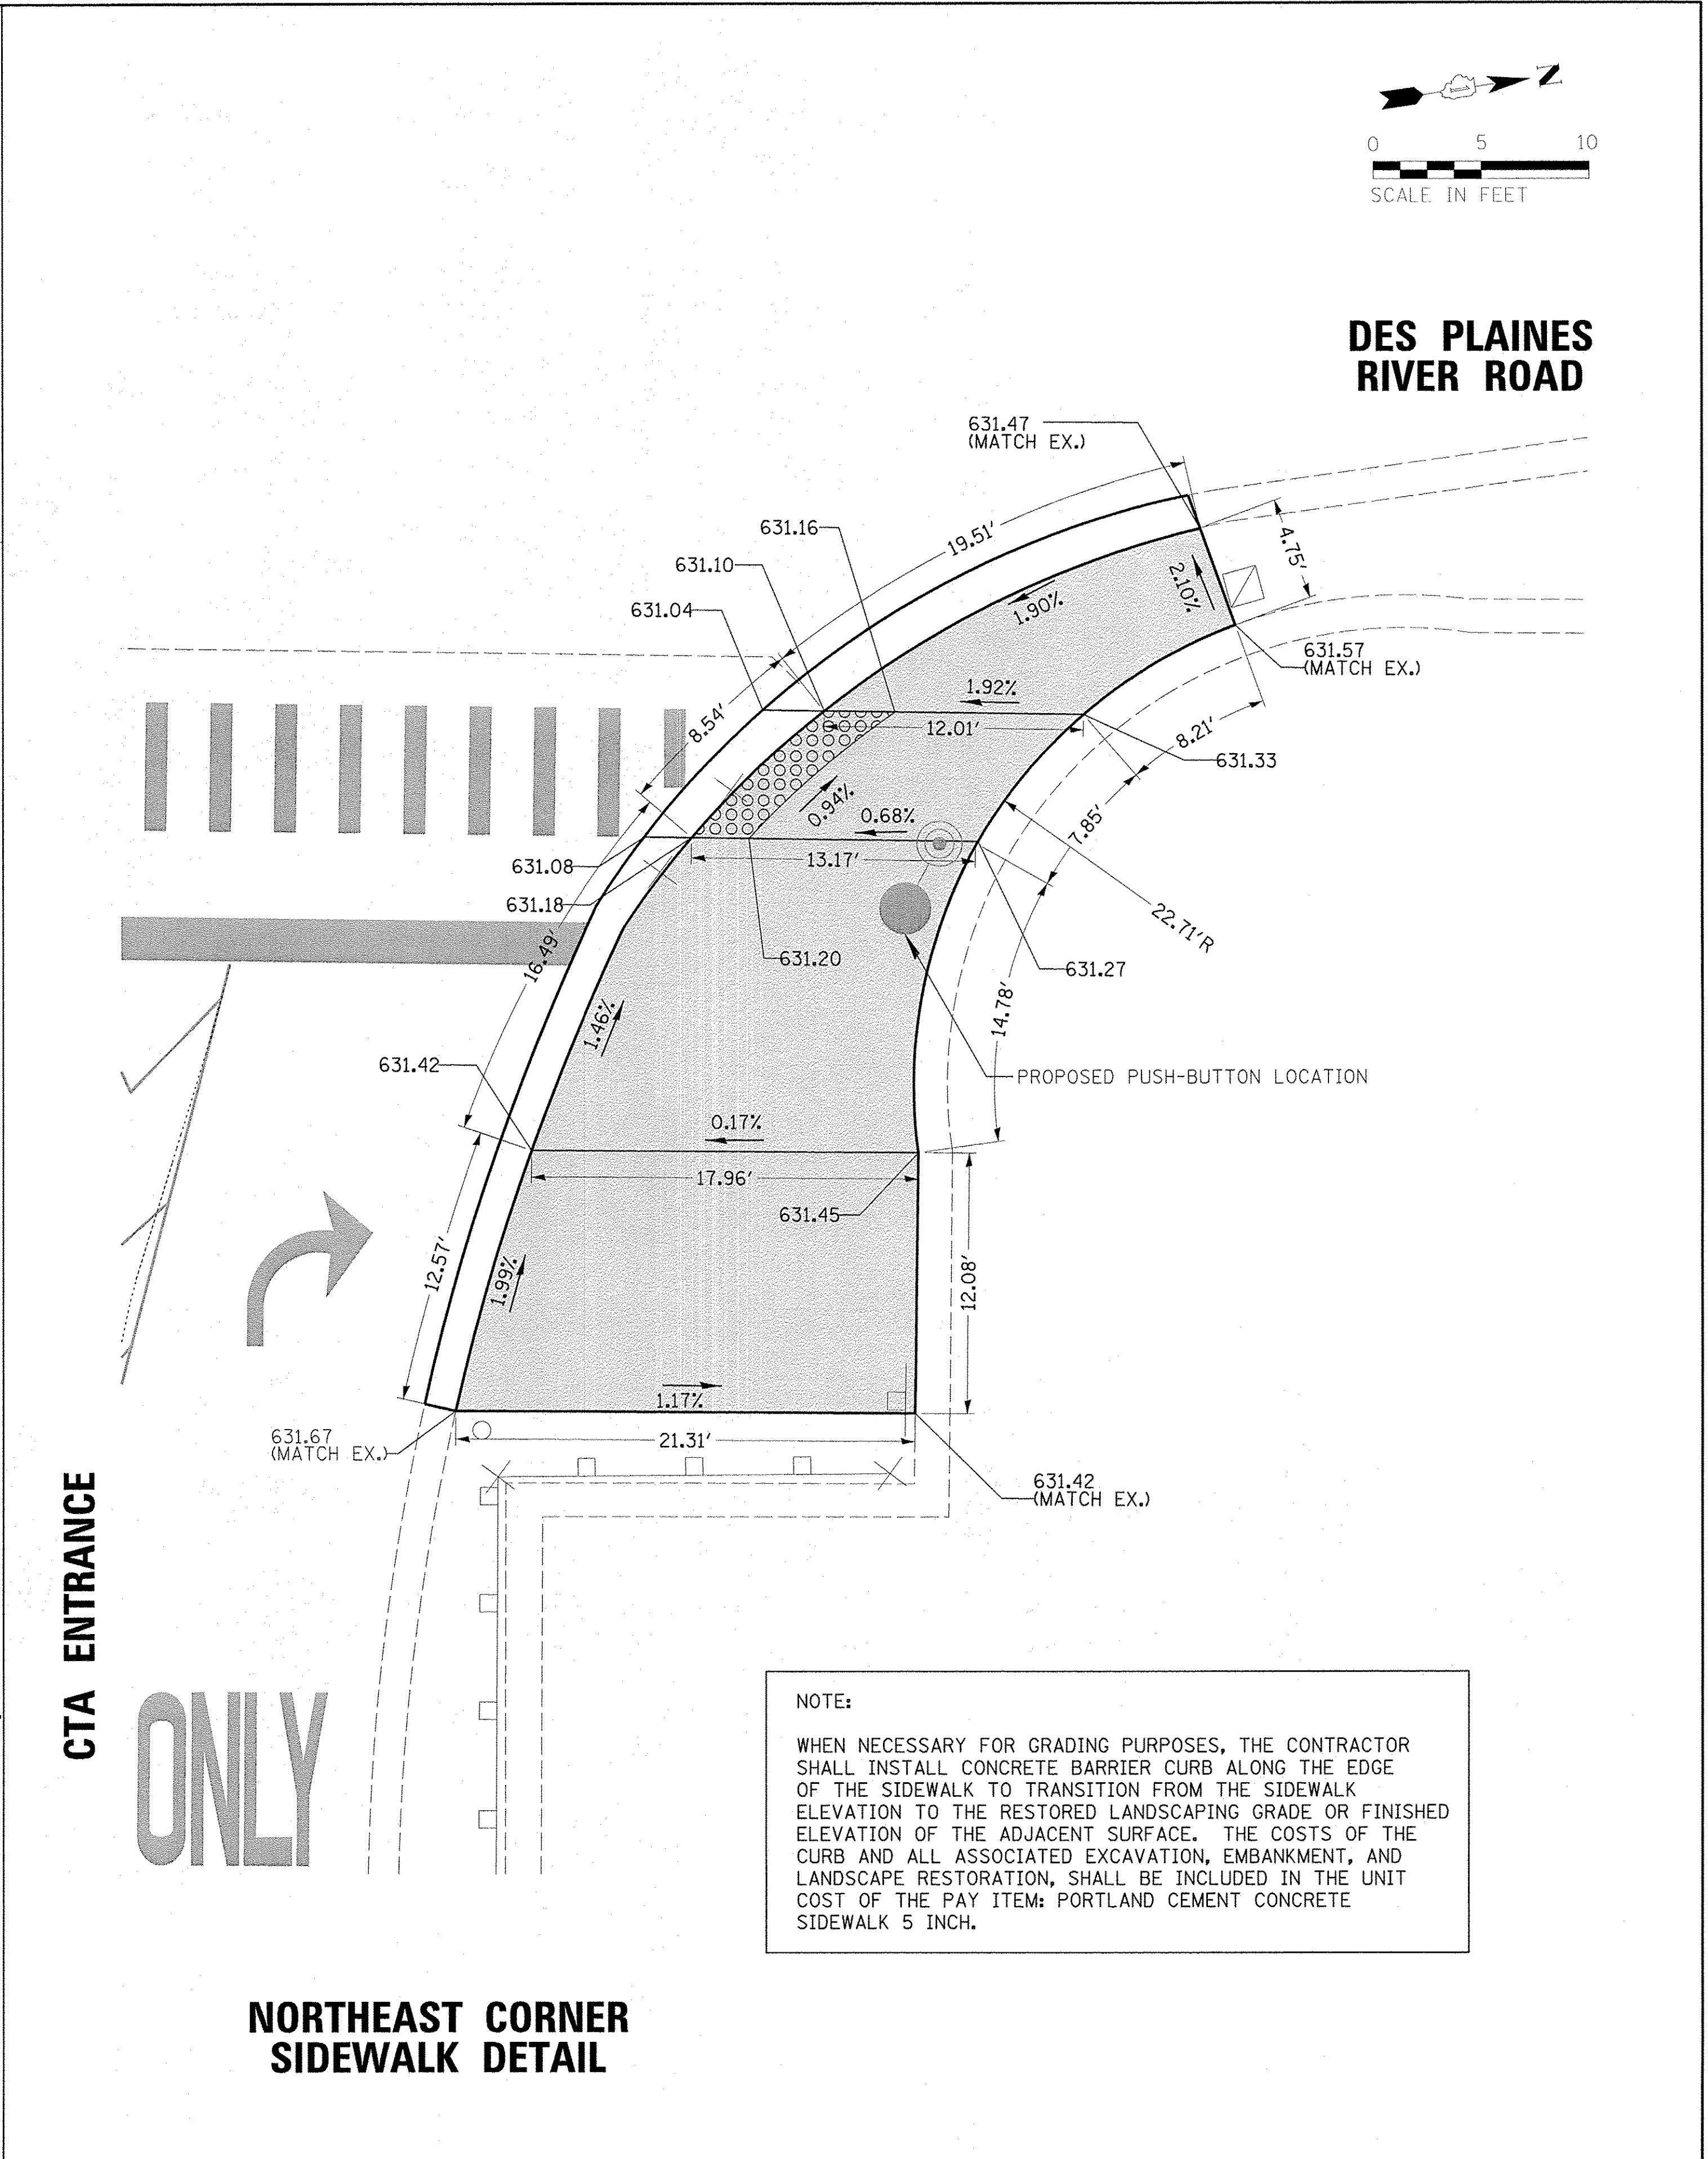 N
0 5 10
SCALE IN FEET
DES PLAINES
RIVER ROAD
631.47
(MATCH EX.)
631.16
19.51'
4.75'
631.10
2.10%
631.04
1.90%
631.57
(MATCH EX.)
1.92%
8.54'
12.01'
8.21'
631.33
0.94%
0.68%
7.85'
631.08
13.17'
631.18
22.71'R
16.49'
631.20
631.27
14.78'
1.46%
631.42
PROPOSED PUSH-BUTTON LOCATION
0.17%
17.96'
631.45
12.57'
1.99%
12.08'
1.17%
631.67
(MATCH EX.)
21.31'
631.42
(MATCH EX.)
CTA ENTRANCE
ONLY
NOTE:
WHEN NECESSARY FOR GRADING PURPOSES, THE CONTRACTOR
SHALL INSTALL CONCRETE BARRIER CURB ALONG THE EDGE
OF THE SIDEWALK TO TRANSITION FROM THE SIDEWALK
ELEVATION TO THE RESTORED LANDSCAPING GRADE OR FINISHED
ELEVATION OF THE ADJACENT SURFACE. THE COSTS OF THE
CURB AND ALL ASSOCIATED EXCAVATION, EMBANKMENT, AND
LANDSCAPE RESTORATION, SHALL BE INCLUDED IN THE UNIT
COST OF THE PAY ITEM: PORTLAND CEMENT CONCRETE
SIDEWALK 5 INCH.
NORTHEAST CORNER
SIDEWALK DETAIL